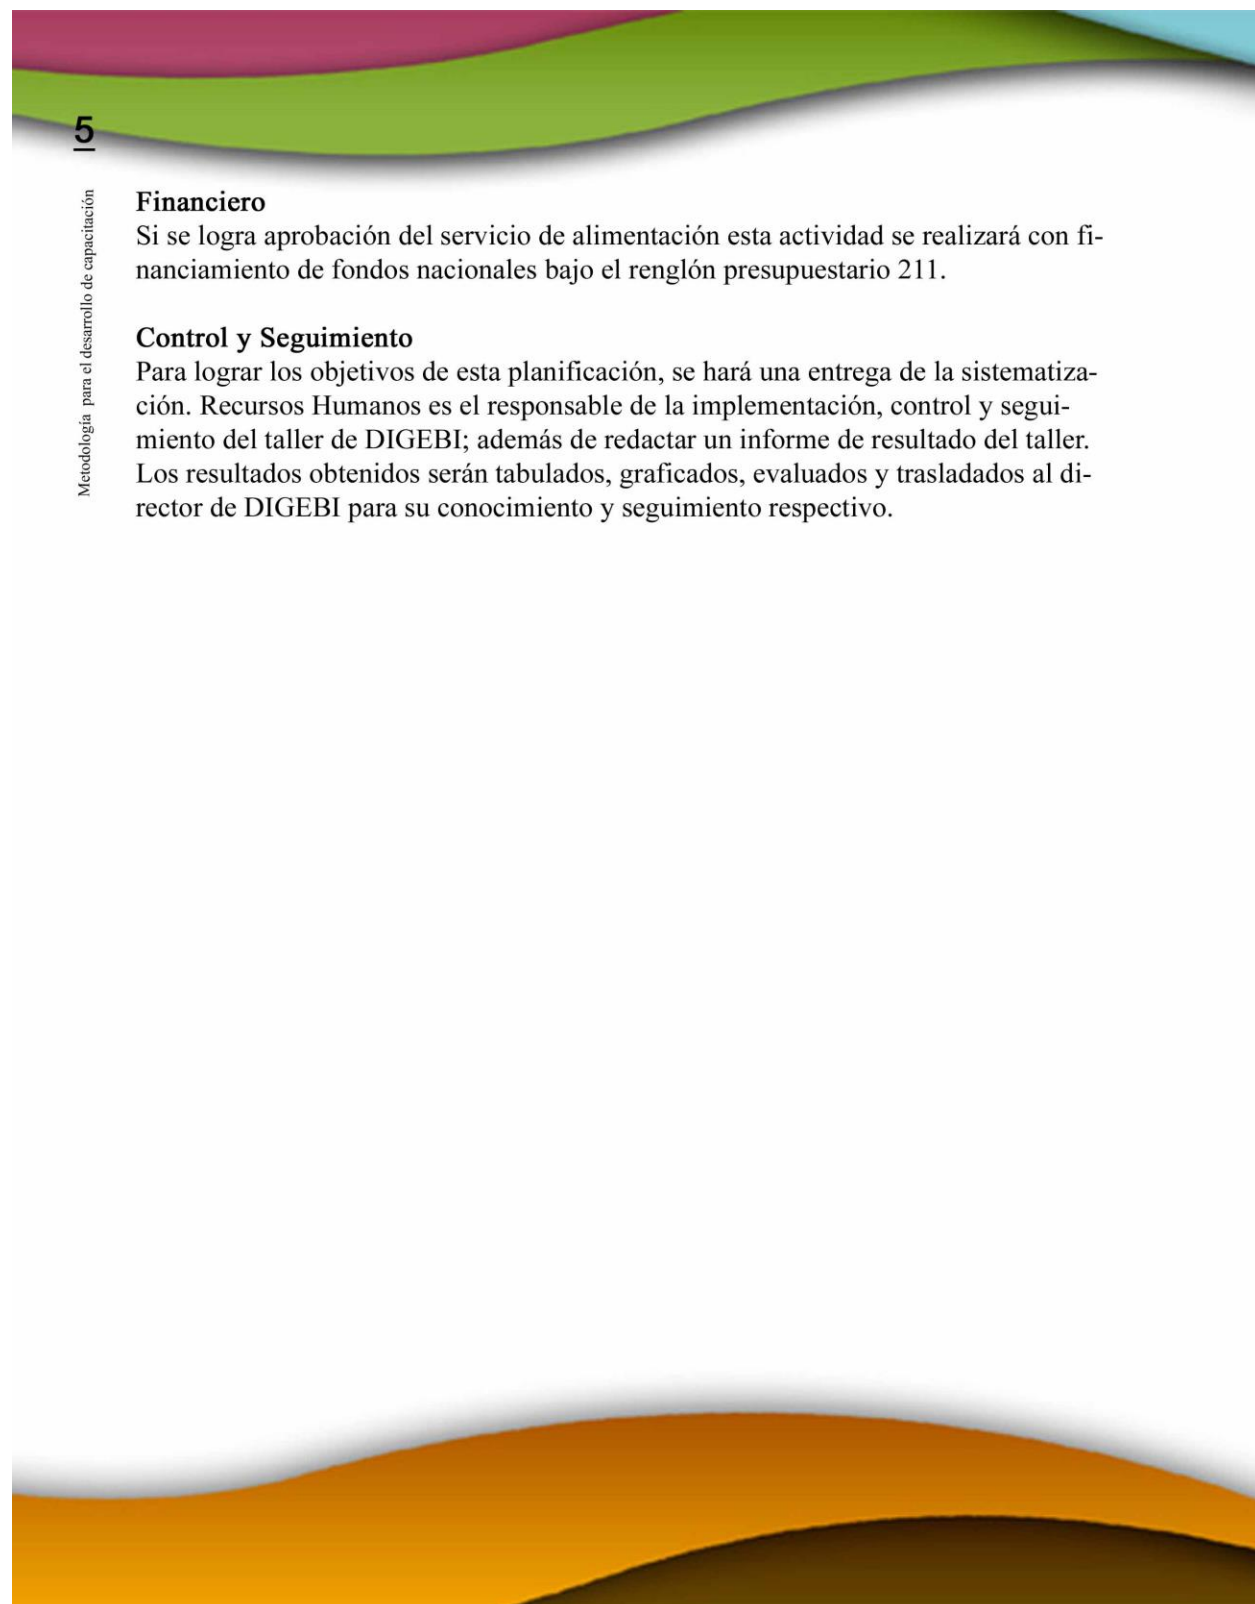 5
Metodología para el desarrollo de capacitación
Financiero
Si se logra aprobación del servicio de alimentación esta actividad se realizará con fi-
nanciamiento de fondos nacionales bajo el renglón presupuestario 211.
Control y Seguimiento
Para lograr los objetivos de esta planificación, se hará una entrega de la sistematiza-
ción. Recursos Humanos es el responsable de la implementación, control y segui-
miento del taller de DIGEBI; además de redactar un informe de resultado del taller.
Los resultados obtenidos serán tabulados, graficados, evaluados y trasladados al di-
rector de DIGEBI para su conocimiento y seguimiento respectivo.